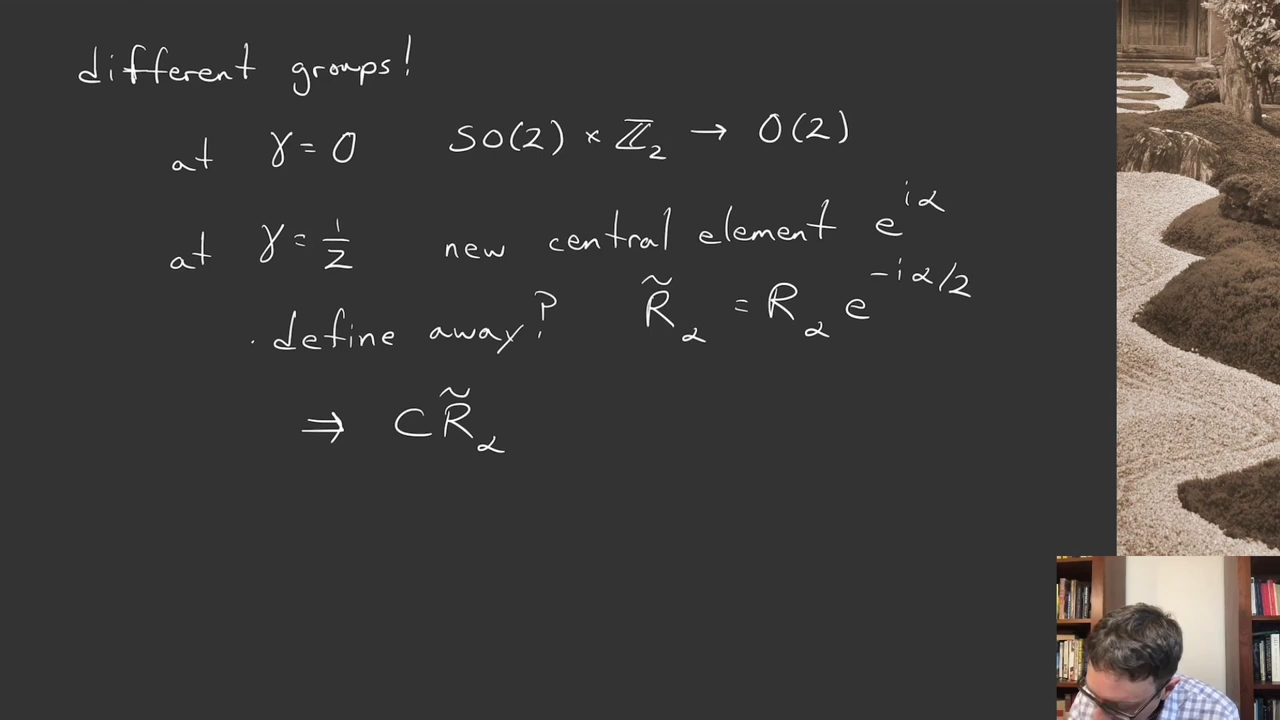 different groups!
at γ = 0 SO(2) × ℤ₂ → O(2)
at γ = 1/2 new central element e^{iα}
· define away? R̃_α = R_α e^{-iα/2}
⇒ C R̃_α